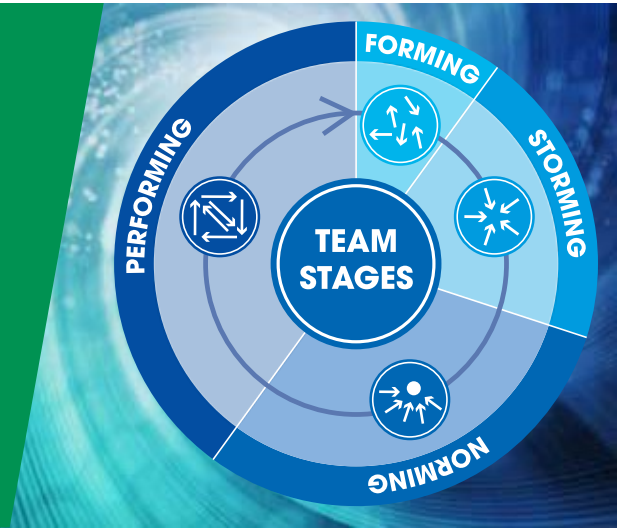 FORMING
STORMING
NORMING
PERFORMING
TEAM
STAGES